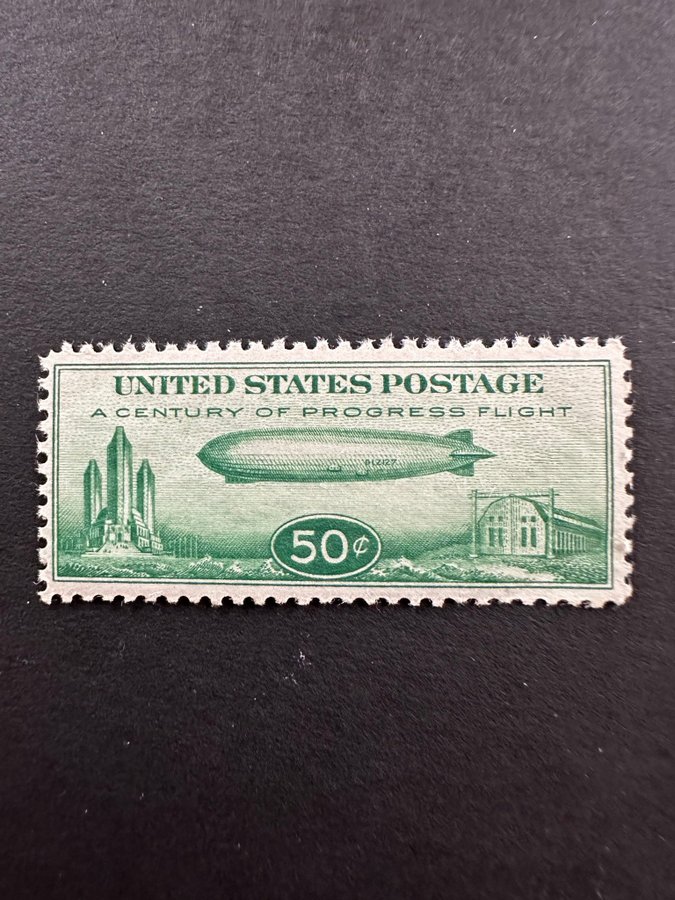 UNITED STATES POSTAGE
A CENTURY OF PROGRESS FLIGHT
50¢